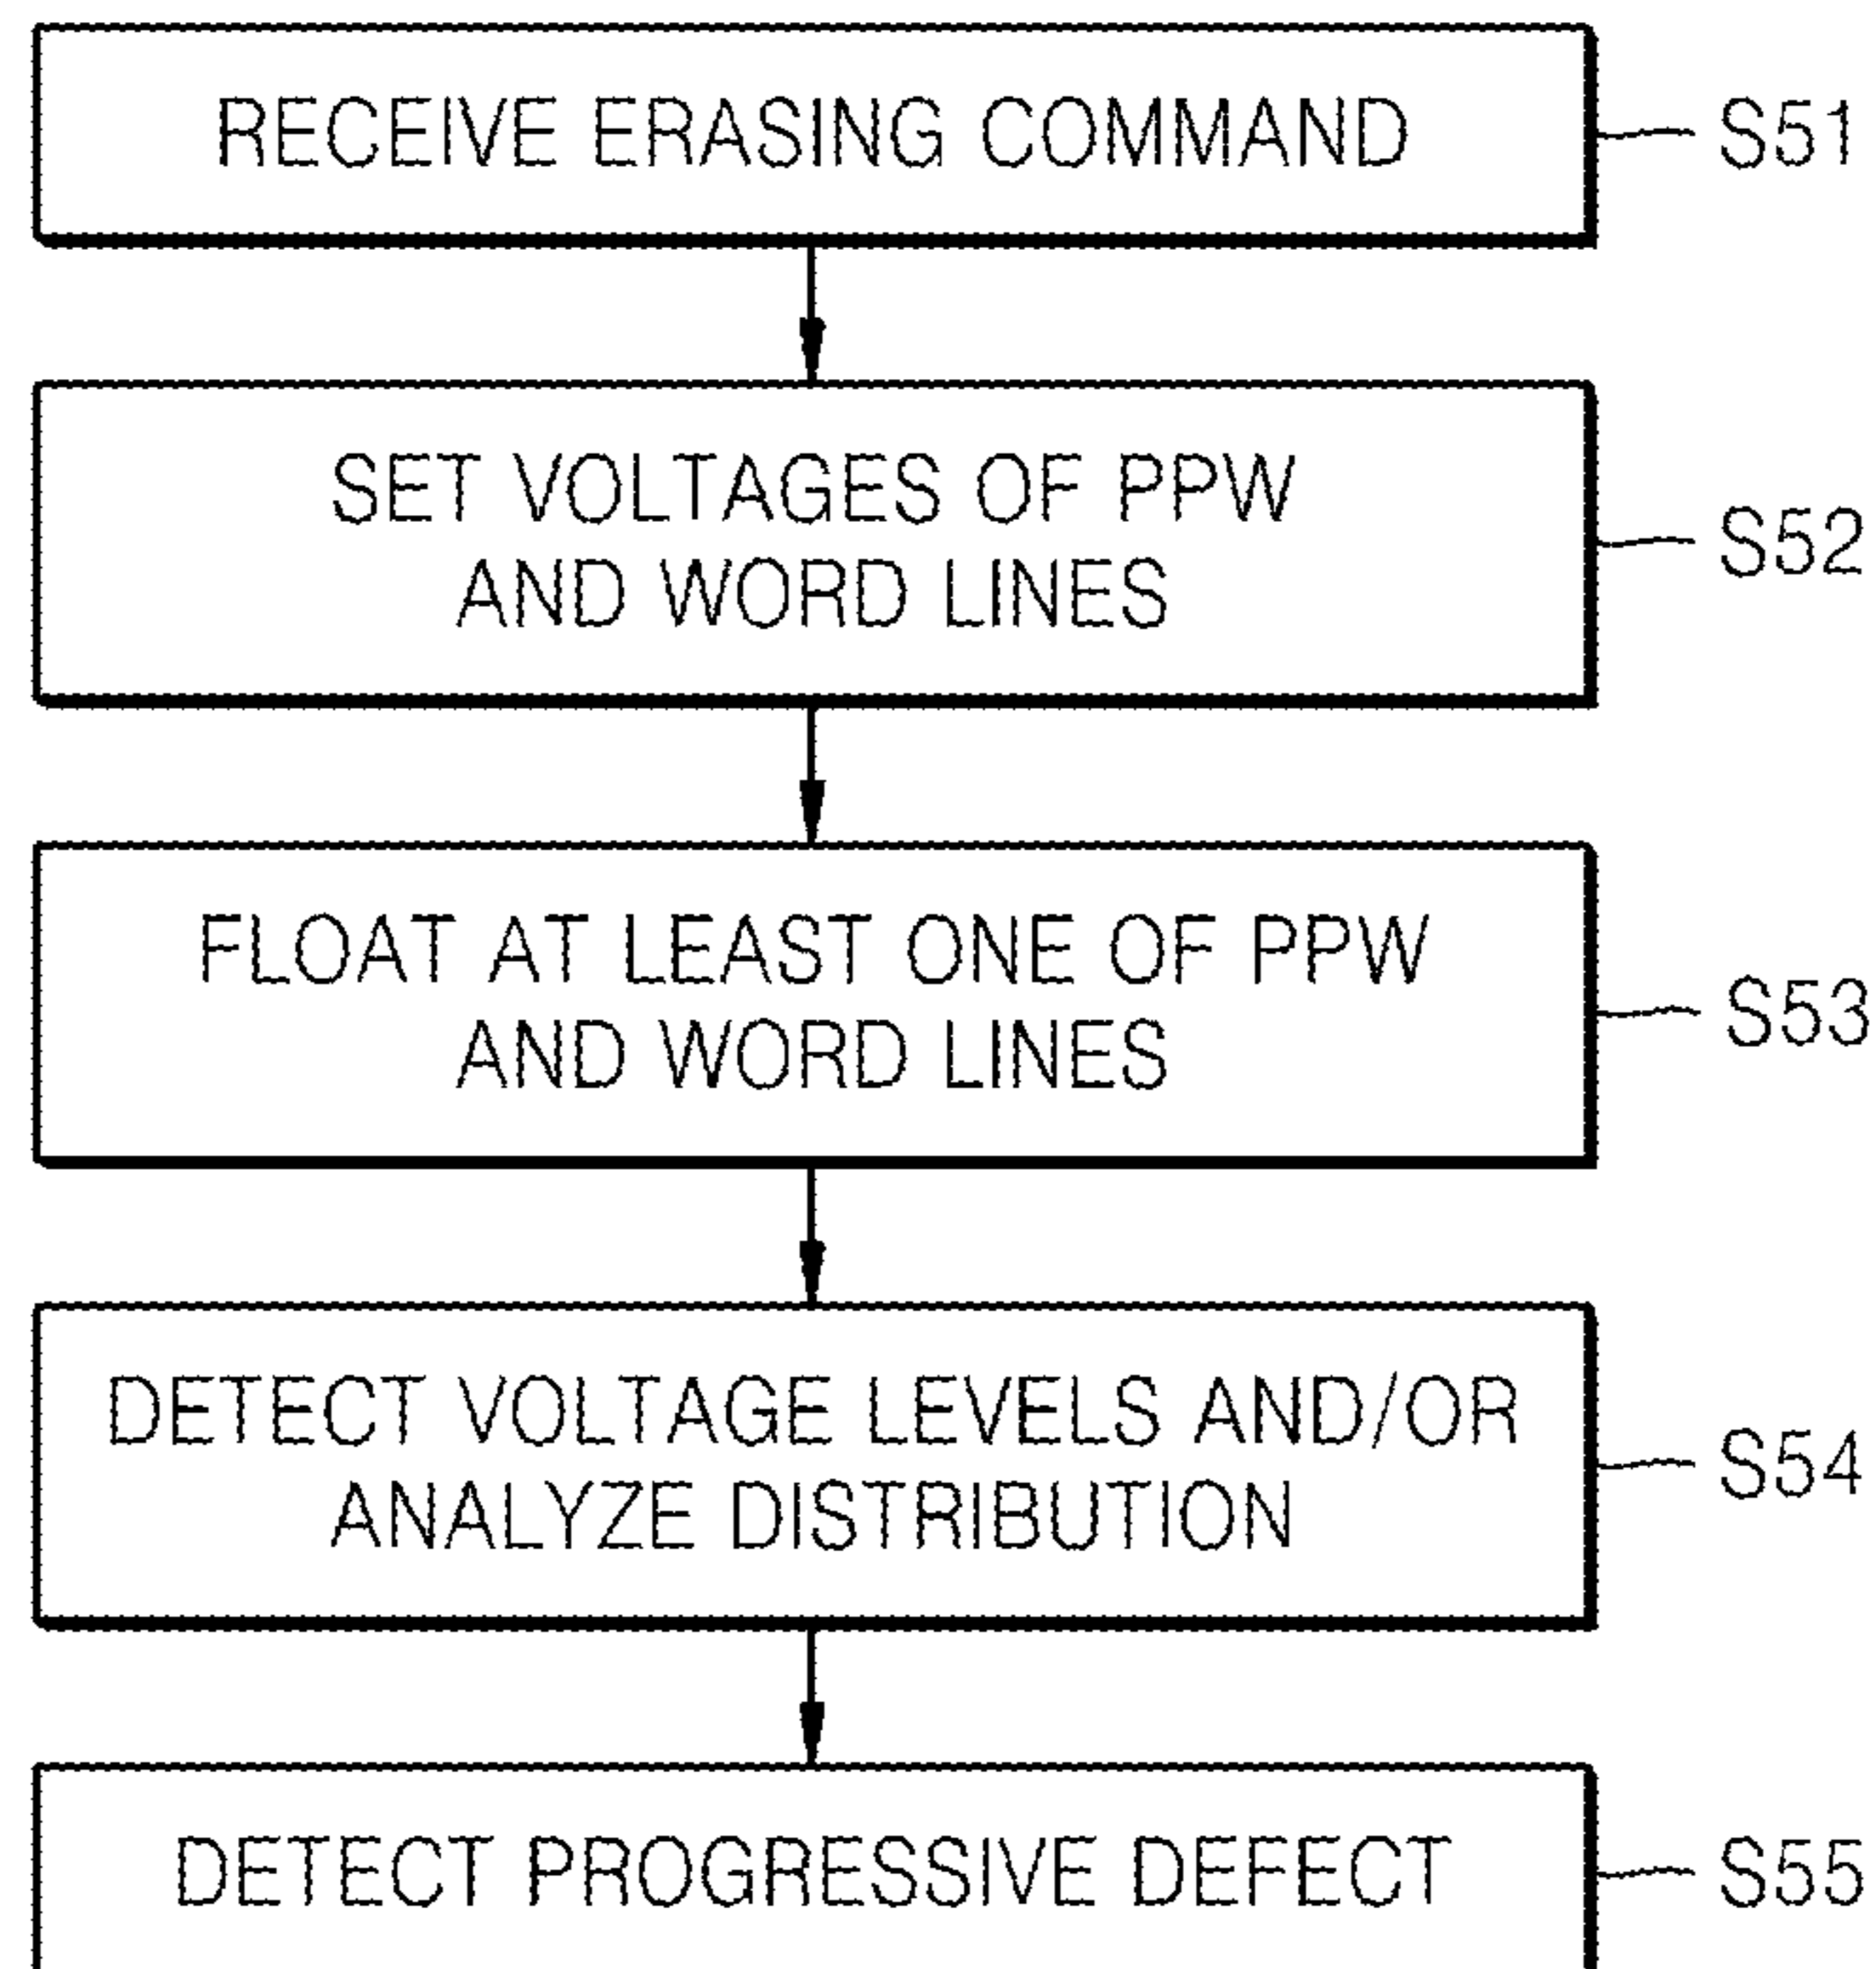 RECEIVE ERASING COMMAND
S51
SET VOLTAGES OF PPW
AND WORD LINES
S52
FLOAT AT LEAST ONE OF PPW
AND WORD LINES
S53
DETECT VOLTAGE LEVELS AND/OR
ANALYZE DISTRIBUTION
S54
DETECT PROGRESSIVE DEFECT
S55